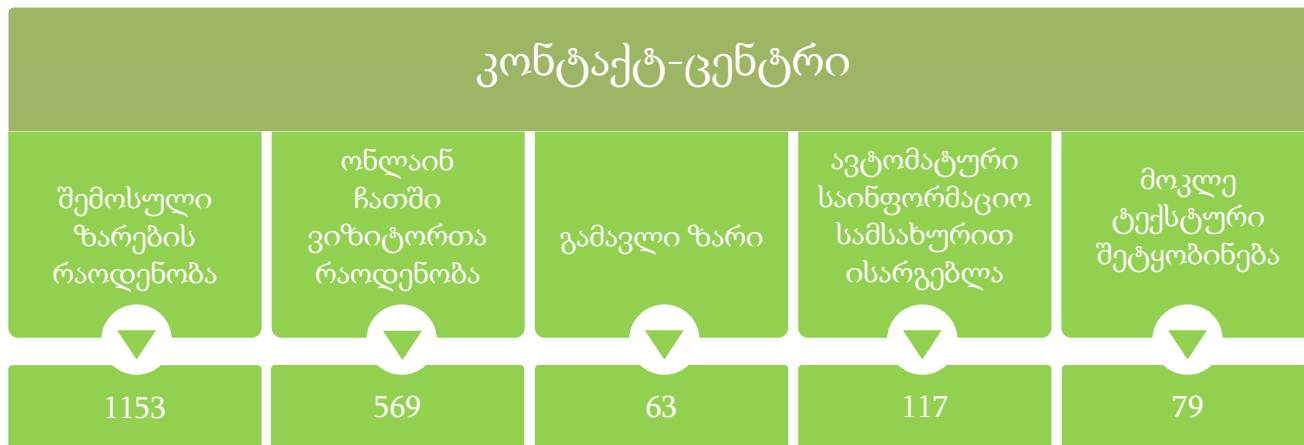 კონტაქტ-ცენტრი
შემოსული
ზარების
რაოდენობა
ონლაინ
ჩათში
ვიზიტორთა
რაოდენობა
გამავლი ზარი
ავტომატური
საინფორმაციო
სამსახურით
ისარგებლა
მოკლე
ტექსტური
შეტყობინება
1153
569
63
117
79